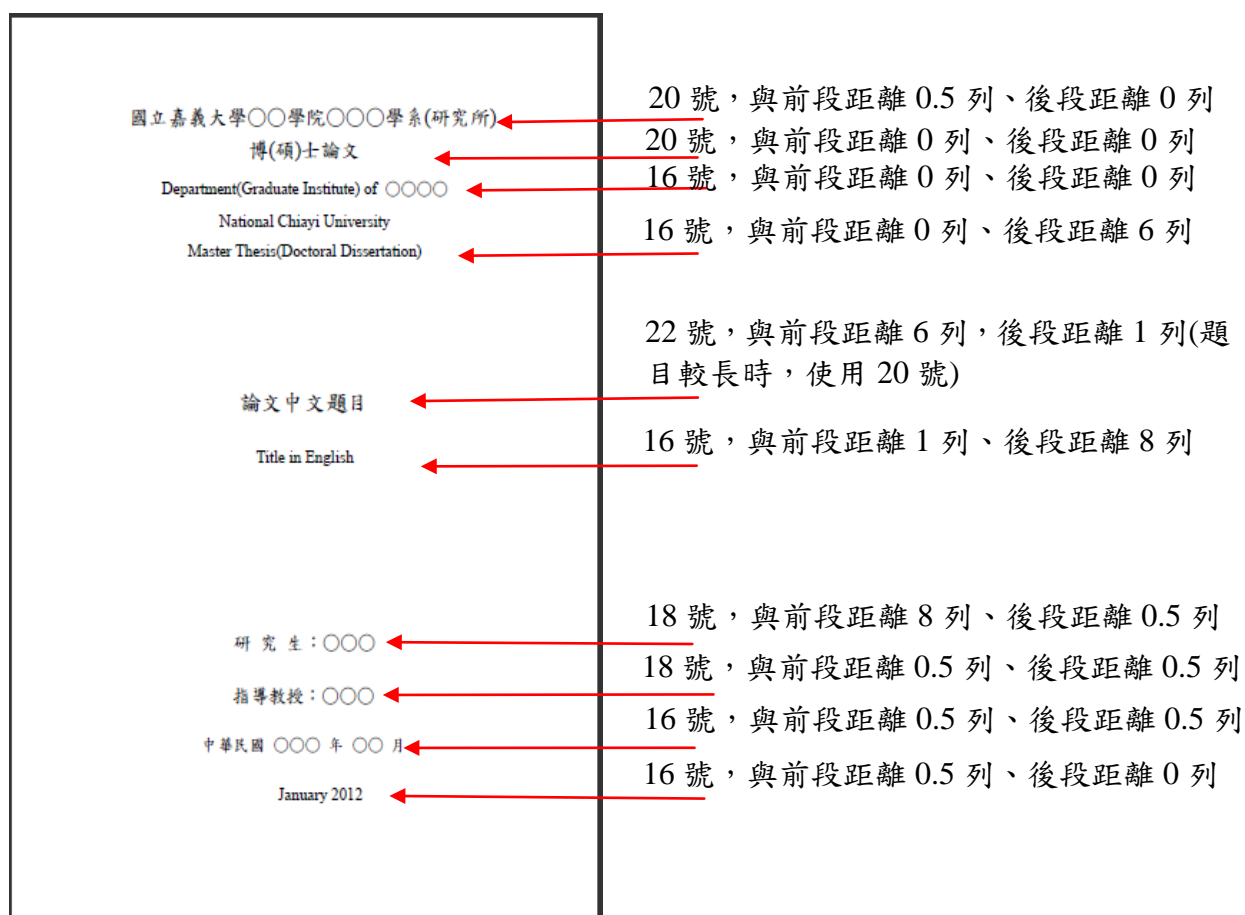 國立嘉義大學○○學院○○○學系(研究所)
20 號，與前段距離 0.5 列、後段距離 0 列
博(碩)士論文
20 號，與前段距離 0 列、後段距離 0 列
Department(Graduate Institute) of ○○○○
16 號，與前段距離 0 列、後段距離 0 列
National Chiayi University
Master Thesis(Doctoral Dissertation)
16 號，與前段距離 0 列、後段距離 6 列
論文中文題目
22 號，與前段距離 6 列，後段距離 1 列(題
目較長時，使用 20 號)
Title in English
16 號，與前段距離 1 列、後段距離 8 列
研 究 生：○○○
18 號，與前段距離 8 列、後段距離 0.5 列
指導教授：○○○
18 號，與前段距離 0.5 列、後段距離 0.5 列
中華民國 ○○○ 年 ○○ 月
16 號，與前段距離 0.5 列、後段距離 0.5 列
January 2012
16 號，與前段距離 0.5 列、後段距離 0 列